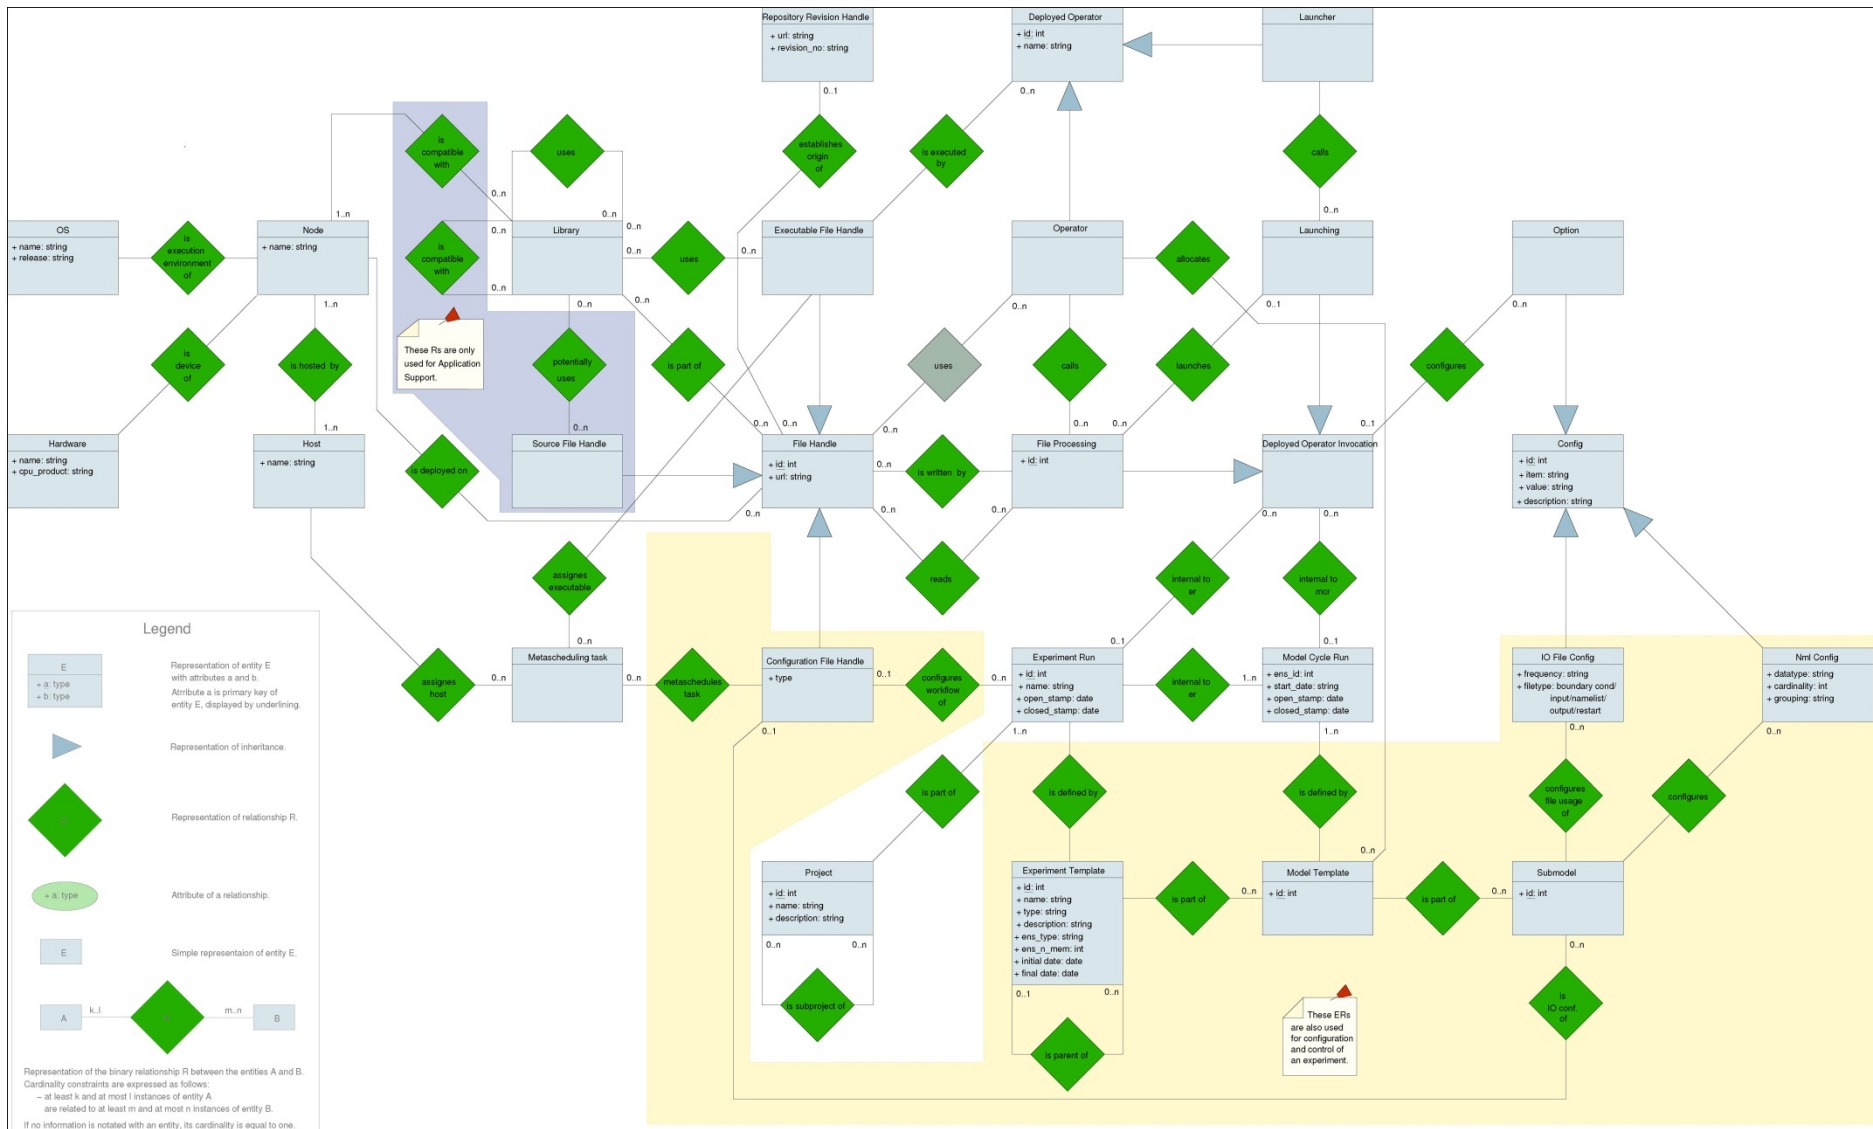 Repository Revision Handle
+ url: string
+ revision_no: string
Deployed Operator
+ id: int
+ name: string
Launcher
0..1
0..n
is
compatible
with
uses
establishes
origin
of
is executed
by
calls
1..n
0..n
0..n
0..n
0..n
OS
+ name: string
+ release: string
is
execution
environment
of
Node
+ name: string
is
compatible
with
0..n
0..n
Library
0..n
0..n
uses
0..n
Executable File Handle
Operator
allocates
Launching
Option
1..n
0..n
0..n
0..n
0..1
0..n
is
device
of
is hosted by
These Rs are only
used for Application
Support.
potentially
uses
is part of
uses
calls
launches
configures
1..n
0..n
0..n
0..n
0..n
0..n
0..n
0..1
Hardware
+ name: string
+ cpu_product: string
Host
+ name: string
is deployed on
Source File Handle
File Handle
+ id: int
+ url: string
0..n
is written by
File Processing
+ id: int
Deployed Operator Invocation
Config
+ id: int
+ item: string
+ value: string
+ description: string
0..n
0..n
0..n
0..n
0..n
assignes
executable
reads
internal to
er
internal to
mcr
0..n
0..1
0..1
assignes
host
0..n
Metascheduling task
0..n
metaschedules
task
Configuration File Handle
+ type
0..1
configures
workflow
of
0..n
Experiment Run
+ id: int
+ name: string
+ open_stamp: date
+ closed_stamp: date
internal to
er
1..n
Model Cycle Run
+ ens_id: int
+ start_date: string
+ open_stamp: date
+ closed_stamp: date
IO File Config
+ frequency: string
+ filetype: boundary cond/
input/namelist/
output/restart
Nml Config
+ datatype: string
+ cardinality: int
+ grouping: string
0..1
1..n
1..n
0..n
0..n
is part of
is defined by
is defined by
configures
file usage
of
configures
0..n
Project
+ id: int
+ name: string
+ description: string
0..n
0..n
is subproject of
Experiment Template
+ id: int
+ name: string
+ type: string
+ description: string
+ ens_type: string
+ ens_n_mem: int
+ initial date: date
+ final date: date
0..1
0..n
is parent of
is part of
0..n
Model Template
+ id: int
is part of
0..n
Submodel
+ id: int
0..n
is
IO conf.
of
These ERs
are also used
for configuration
and control of
an experiment.
Legend
E
+ a: type
+ b: type
Representation of entity E
with attributes a and b.
Atrribute a is primary key of
entity E, displayed by underlining.
Representation of inheritance.
Representation of relationship R.
+ a: type
Attribute of a relationship.
E
Simple representaion of entity E.
A
k..l
m..n
B
Representation of the binary relationship R between the entities A and B.
Cardinality constraints are expressed as follows:
– at least k and at most l instances of entity A
are related to at least m and at most n instances of entity B.
If no information is notated with an entity, its cardinality is equal to one.